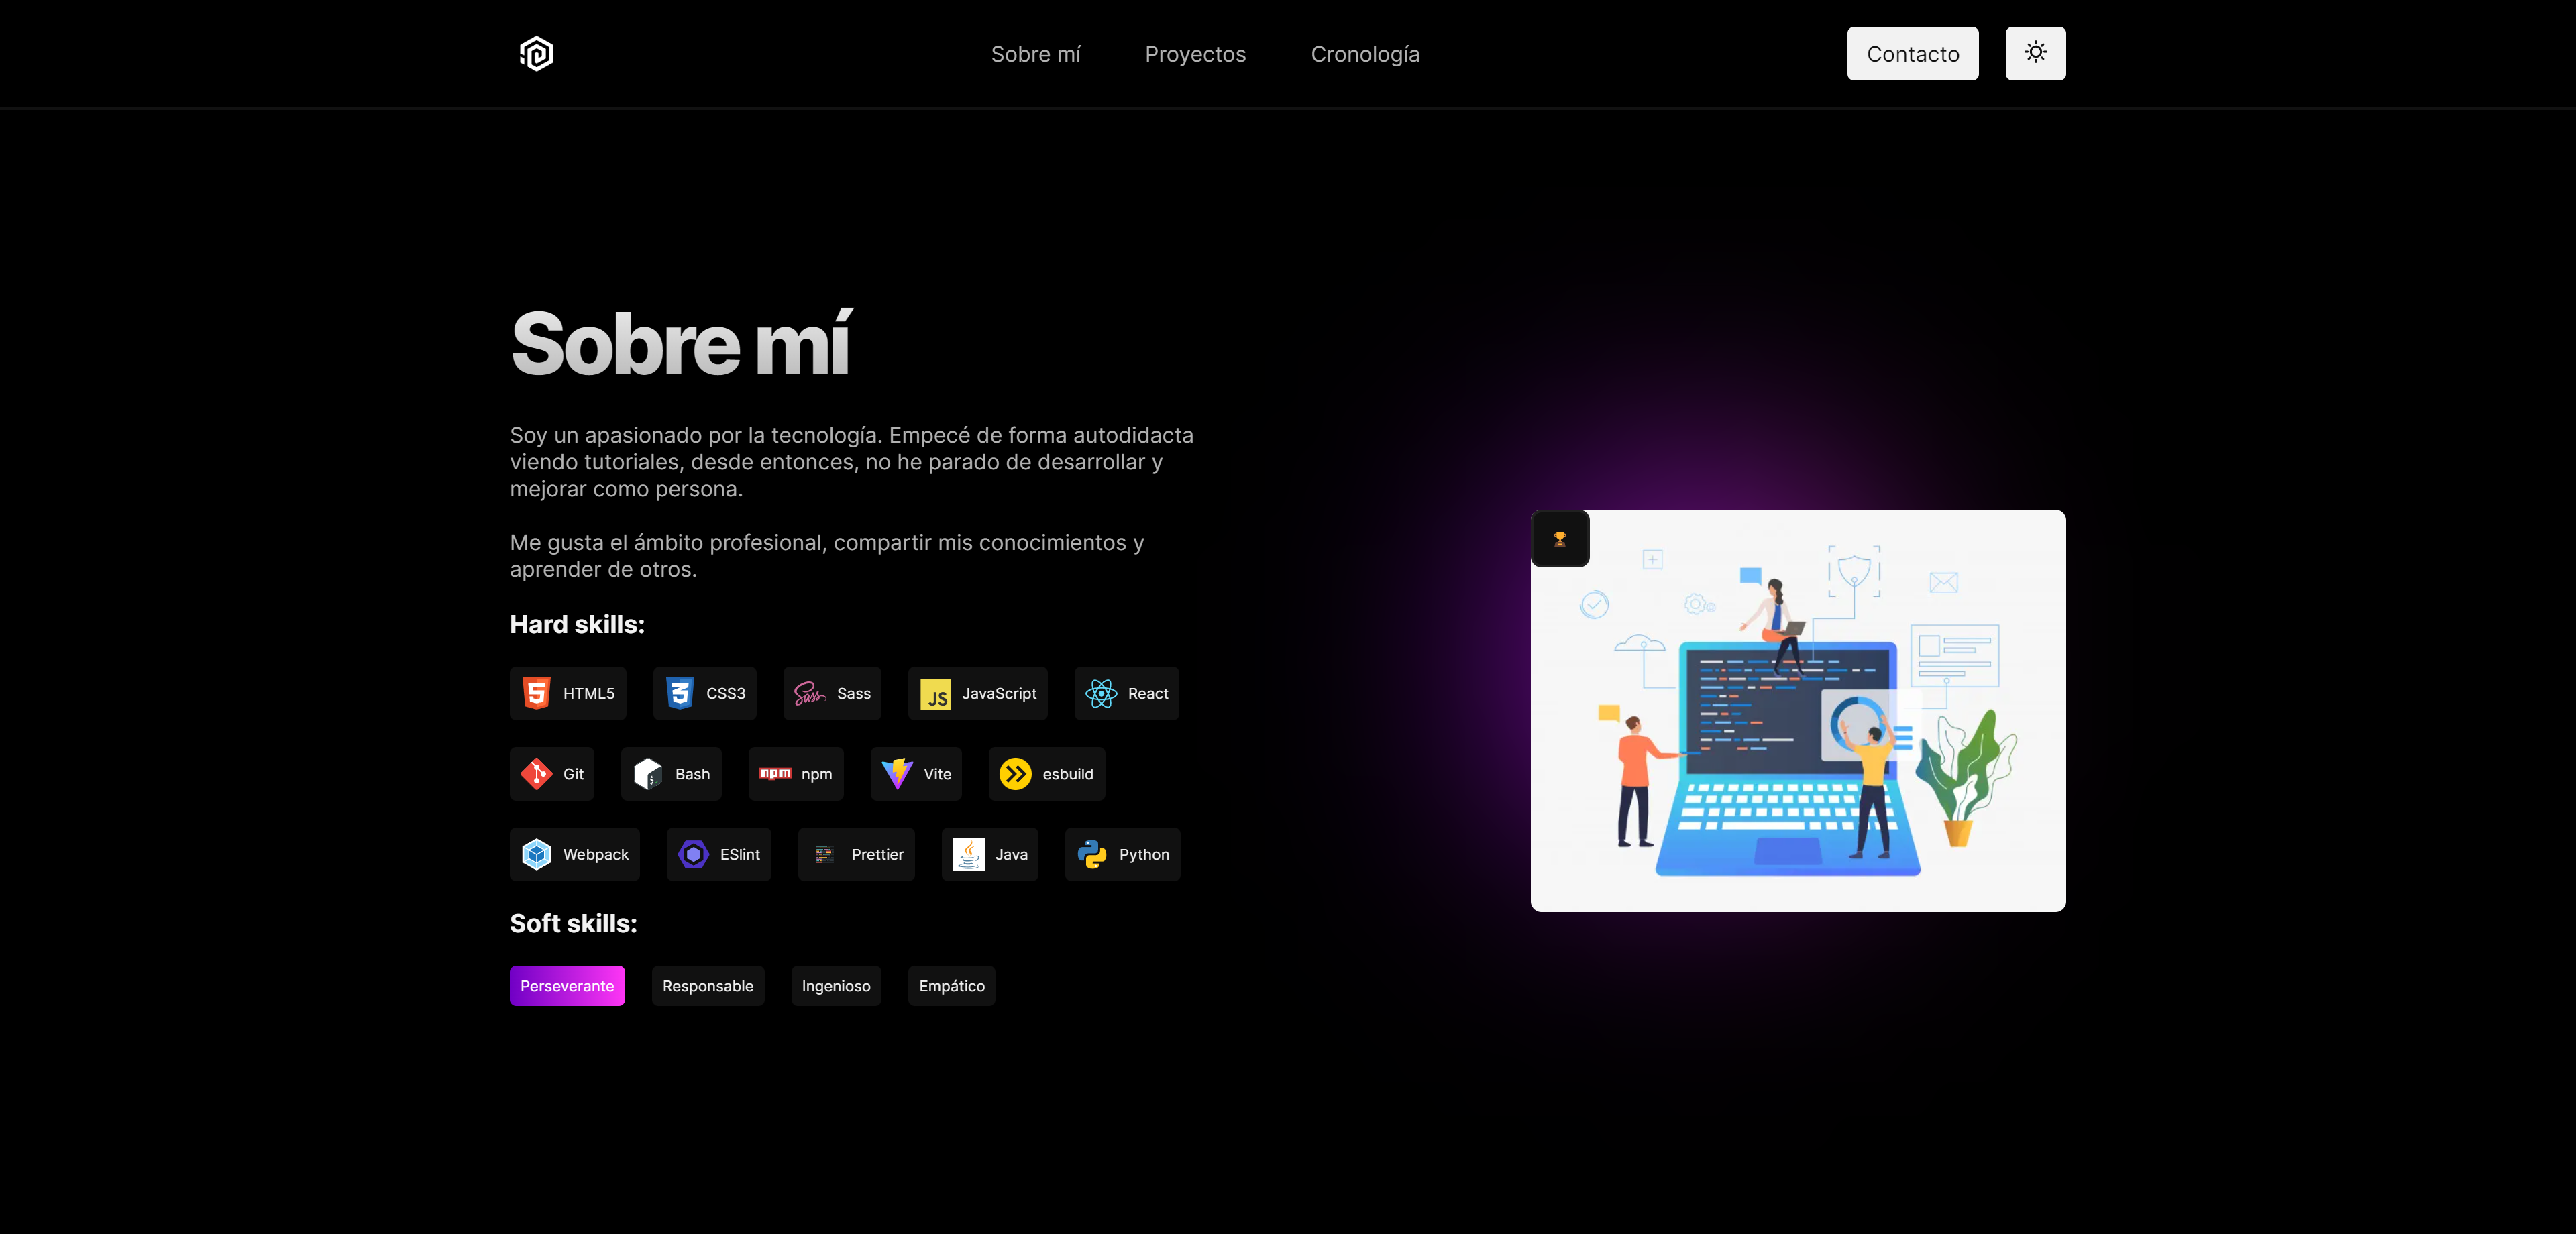 Sobre mí
Proyectos
Cronología
Contacto
Sobre mí
Soy un apasionado por la tecnología. Empecé de forma autodidacta
viendo tutoriales, desde entonces, no he parado de desarrollar y
mejorar como persona.
Me gusta el ámbito profesional, compartir mis conocimientos y
aprender de otros.
Hard skills:
5 HTML5
3 CSS3
Sass Sass
JS JavaScript
React
Git
$ Bash
npm npm
Vite
esbuild
Webpack
ESlint
Prettier
Java
Python
Soft skills:
Perseverante
Responsable
Ingenioso
Empático